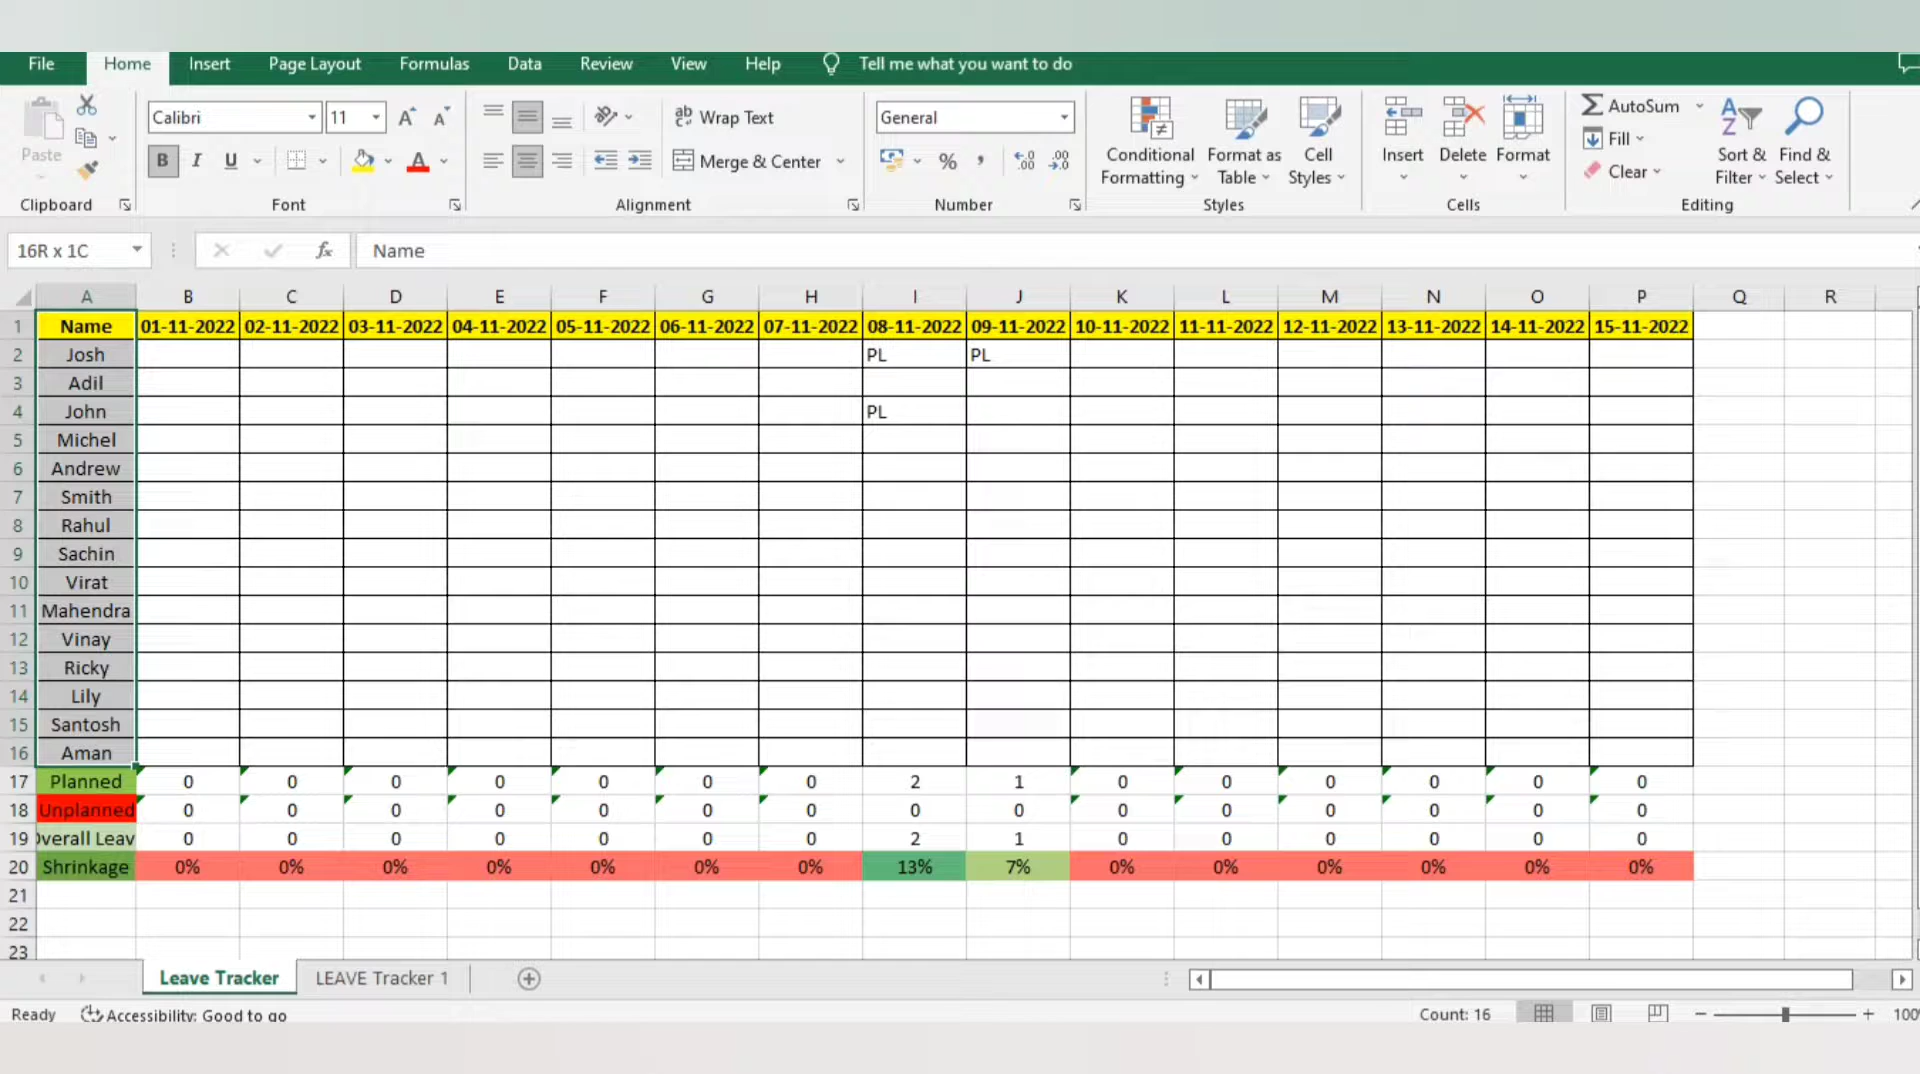 File Home Insert Page Layout Formulas Data Review View Help Tell me what you want to do
Paste
Clipboard
Calibri 11 A A
B I U A
Font
ab Wrap Text
Merge & Center
Alignment
General
% , .00 .00
Number
Conditional Formatting
Format as Table
Cell Styles
Styles
Insert Delete Format
Cells
AutoSum
Fill
Clear
Sort & Filter
Find & Select
Editing
16R x 1C fx Name
A B C D E F G H I J K L M N O P Q R
1 Name 01-11-2022 02-11-2022 03-11-2022 04-11-2022 05-11-2022 06-11-2022 07-11-2022 08-11-2022 09-11-2022 10-11-2022 11-11-2022 12-11-2022 13-11-2022 14-11-2022 15-11-2022
2 Josh PL PL
3 Adil
4 John PL
5 Michel
6 Andrew
7 Smith
8 Rahul
9 Sachin
10 Virat
11 Mahendra
12 Vinay
13 Ricky
14 Lily
15 Santosh
16 Aman
17 Planned 0 0 0 0 0 0 0 2 1 0 0 0 0 0 0
18 Unplanned 0 0 0 0 0 0 0 0 0 0 0 0 0 0 0
19 Overall Leav 0 0 0 0 0 0 0 2 1 0 0 0 0 0 0
20 Shrinkage 0% 0% 0% 0% 0% 0% 0% 13% 7% 0% 0% 0% 0% 0% 0%
21
22
23
Leave Tracker LEAVE Tracker 1
Ready Accessibility: Good to go Count: 16 100